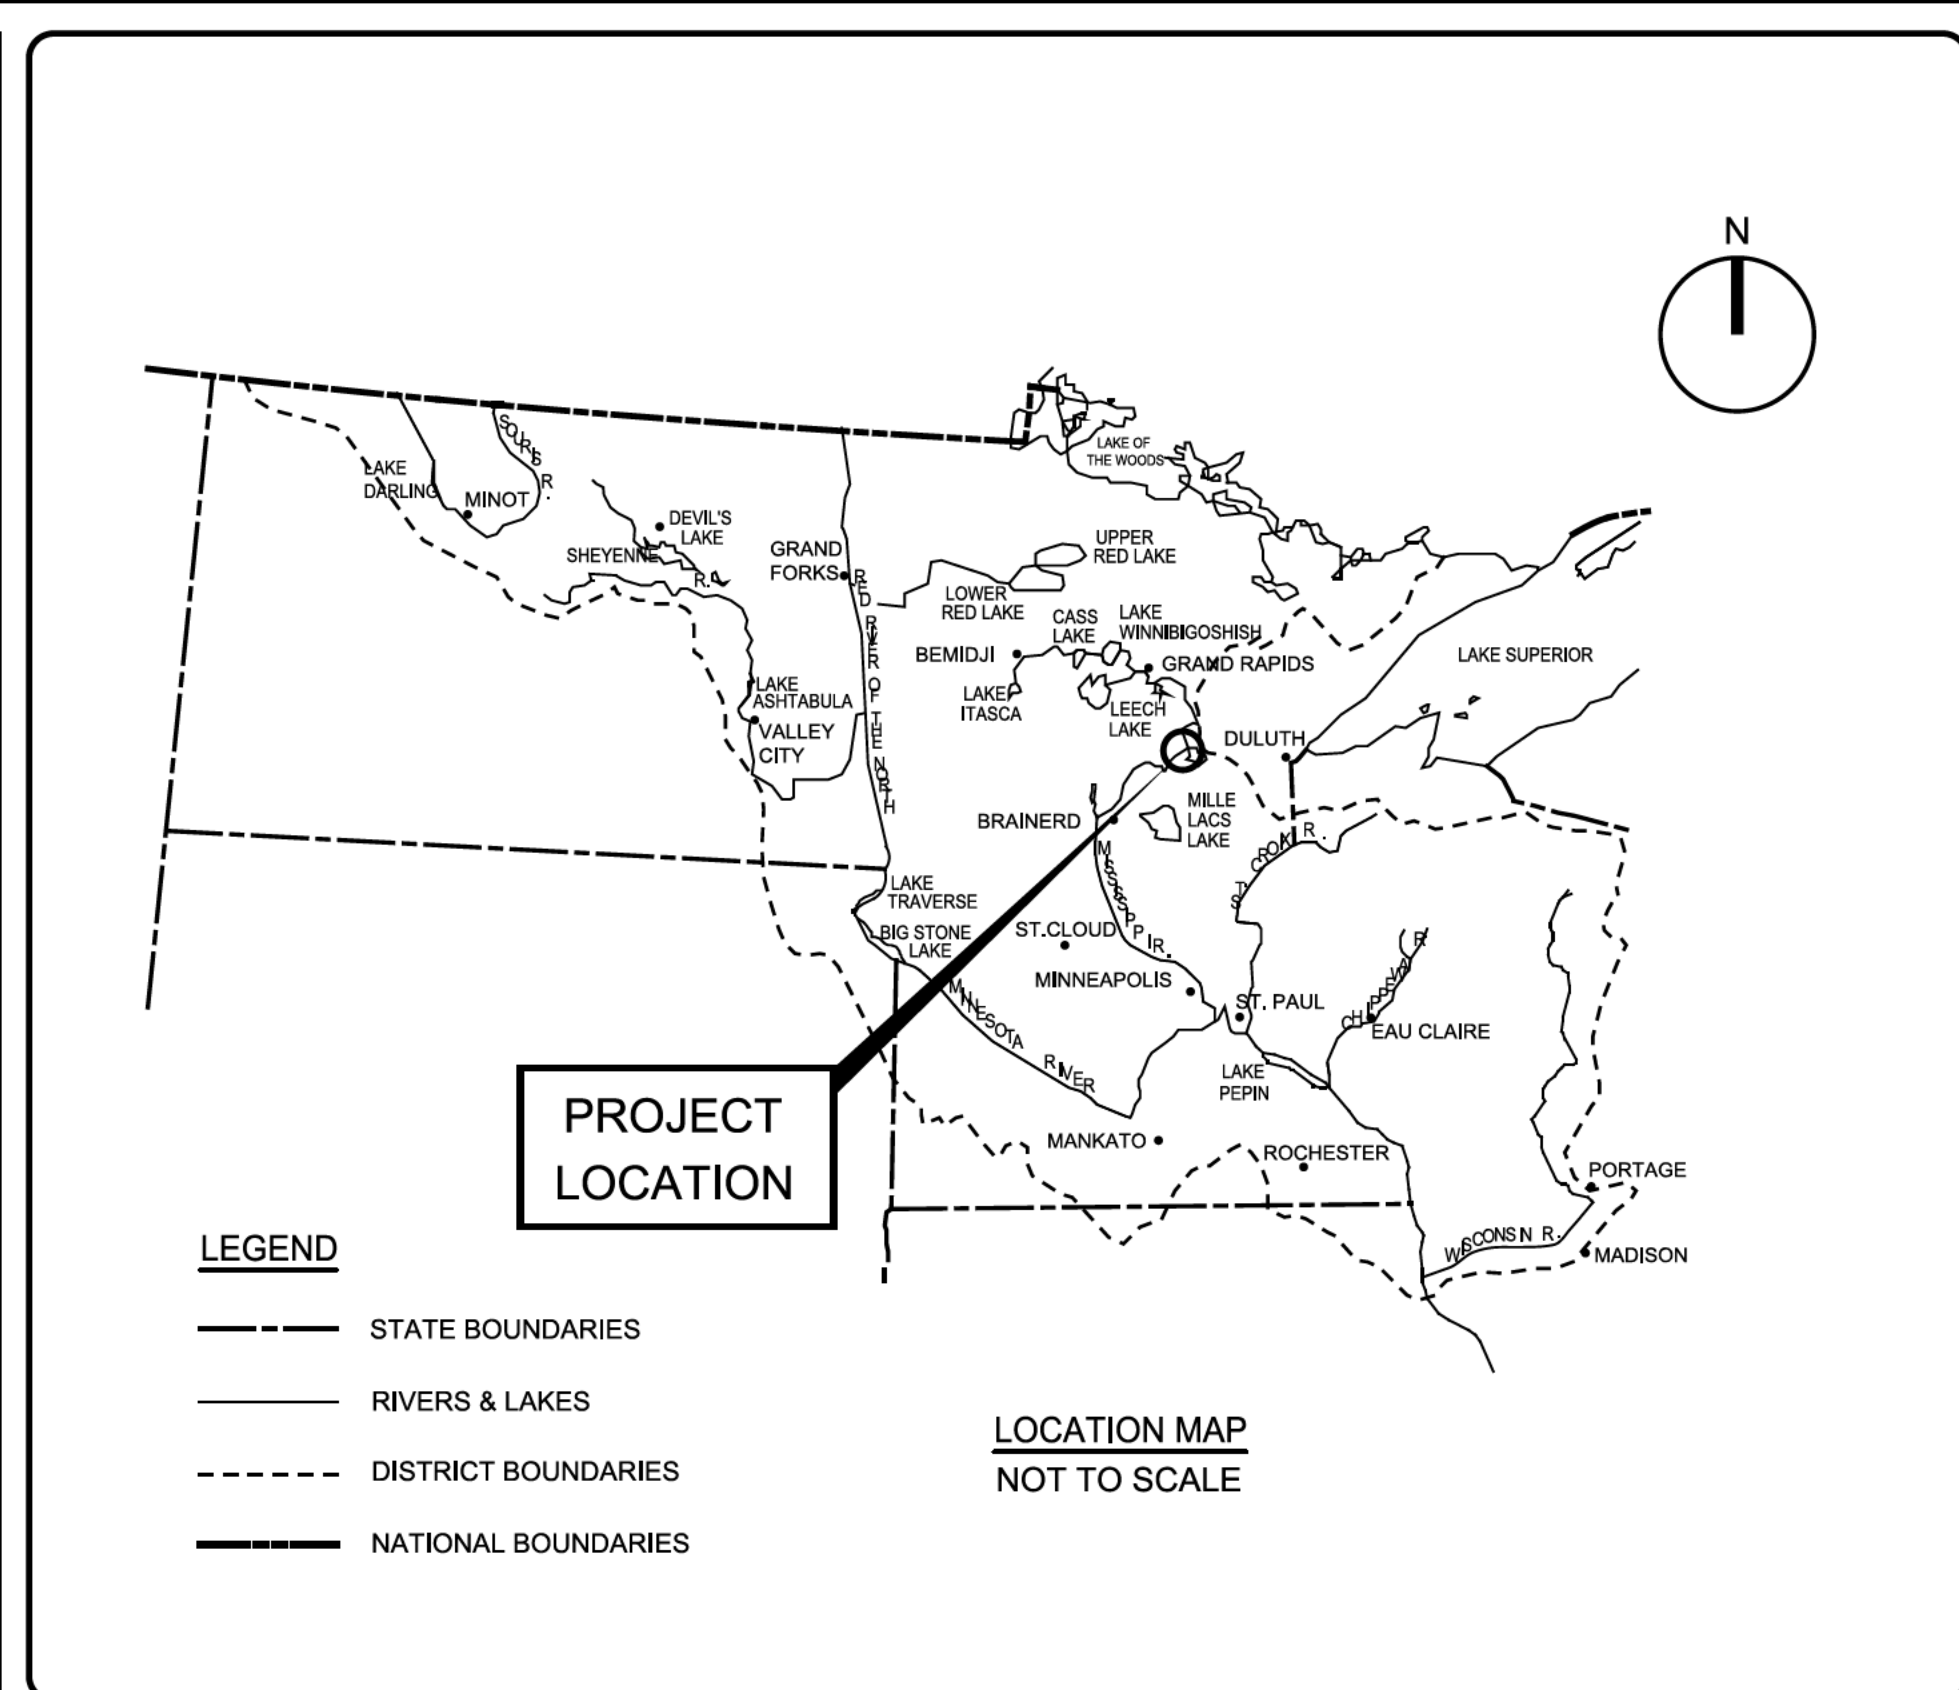 N
SOURIS R.
LAKE OF
THE WOODS
LAKE
DARLING
MINOT
DEVIL'S
LAKE
SHEYENNE R.
GRAND
FORKS
UPPER
RED LAKE
LOWER
RED LAKE
RED RIVER OF THE NORTH
CASS
LAKE
LAKE
WINNIBIGOSHISH
BEMIDJI
GRAND RAPIDS
LAKE SUPERIOR
LAKE
ITASCA
LEECH
LAKE
LAKE
ASHTABULA
VALLEY
CITY
DULUTH
BRAINERD
MILLE
LACS
LAKE
ST. CROIX R.
MISSISSIPPI R.
LAKE
TRAVERSE
BIG STONE
LAKE
ST.CLOUD
MINNEAPOLIS
ST. PAUL
CHIPPEWA R
EAU CLAIRE
MINNESOTA RIVER
LAKE
PEPIN
PROJECT
LOCATION
MANKATO
ROCHESTER
PORTAGE
WISCONSIN R.
MADISON
LEGEND
STATE BOUNDARIES
RIVERS & LAKES
DISTRICT BOUNDARIES
NATIONAL BOUNDARIES
LOCATION MAP
NOT TO SCALE